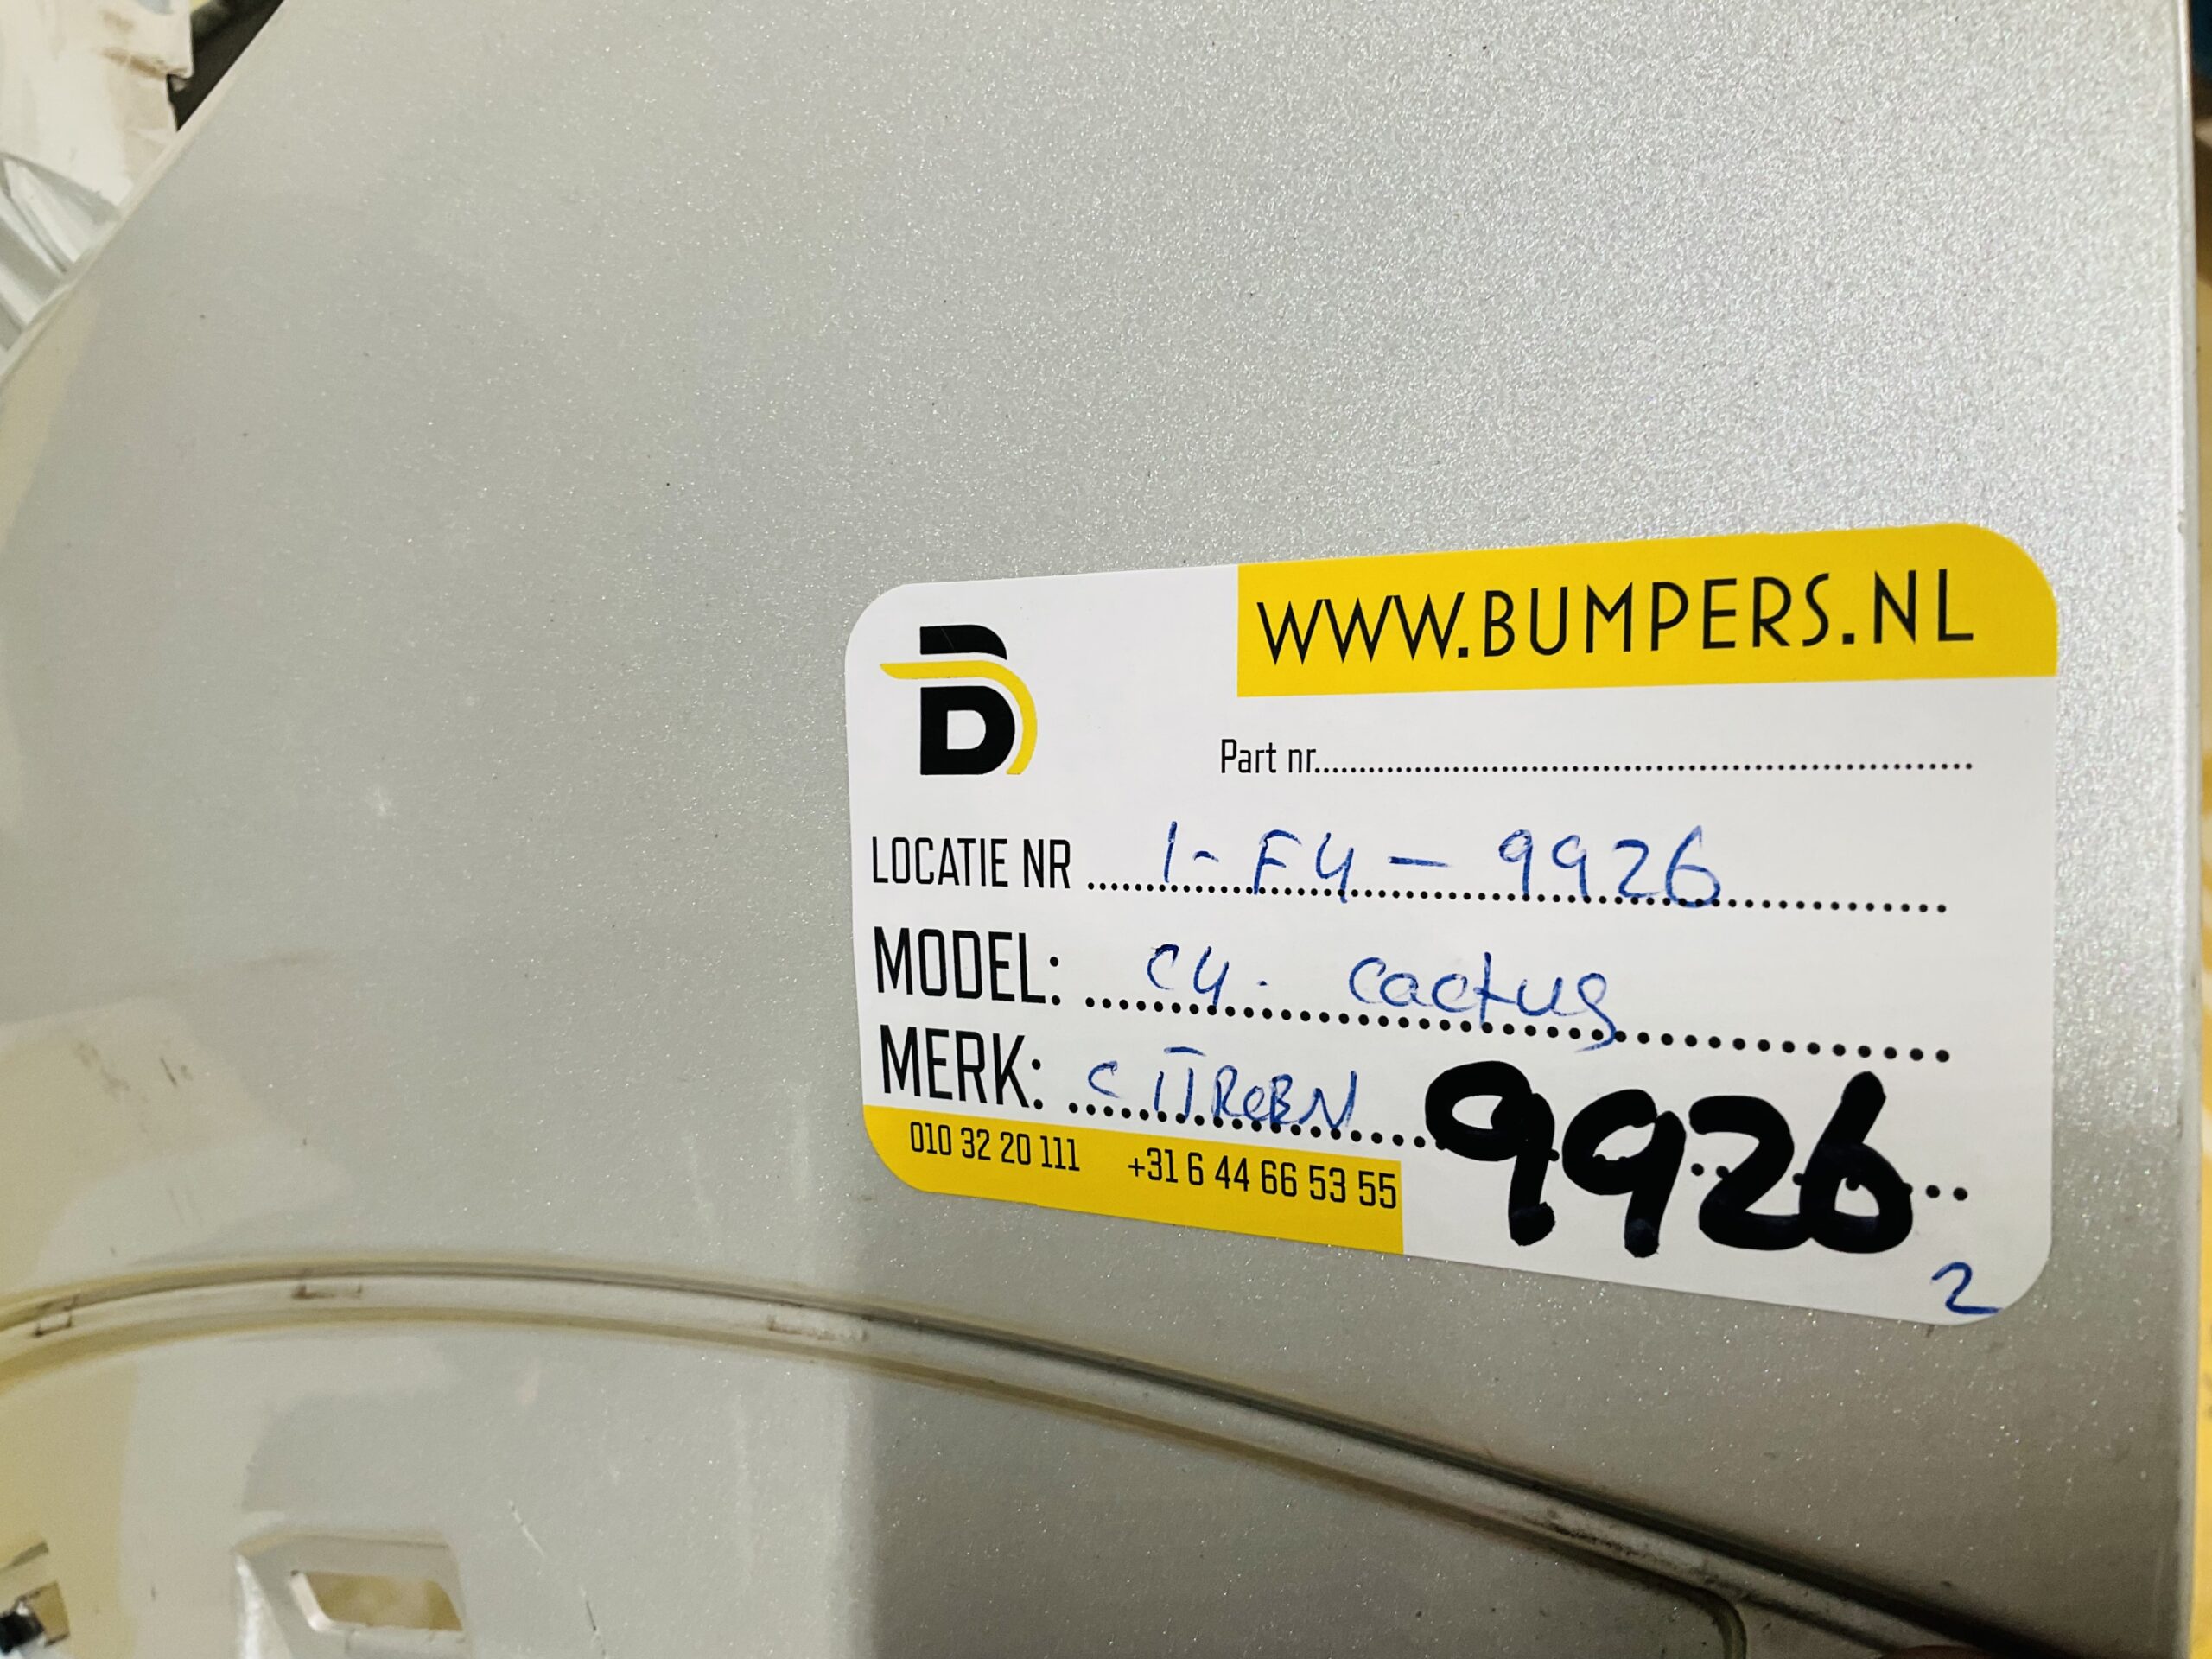 WWW.BUMPERS.NL
Part nr.
LOCATIE NR 1-F4-9926
MODEL: C4. Cactus
MERK: CITROEN 9926
010 32 20 111 +31 6 44 66 53 55
2